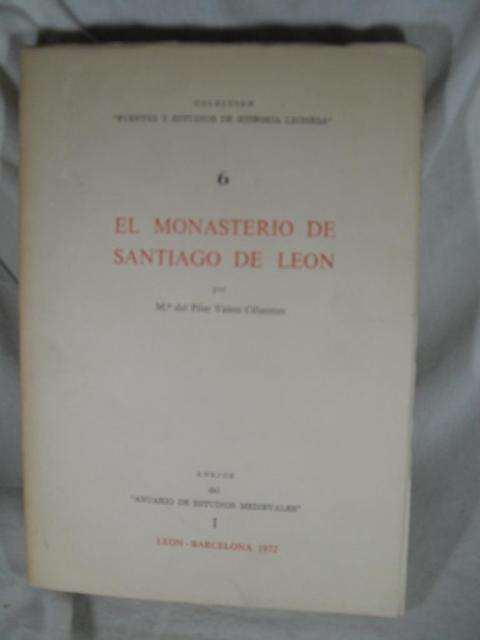 COLECCION
"FUENTES Y ESTUDIOS DE HISTORIA LEONESA"
6
EL MONASTERIO DE
SANTIAGO DE LEON
por
M.ª del Pilar Yáñez Cifuentes
ANEJOS
del
"ANUARIO DE ESTUDIOS MEDIEVALES"
I
LEON - BARCELONA 1972